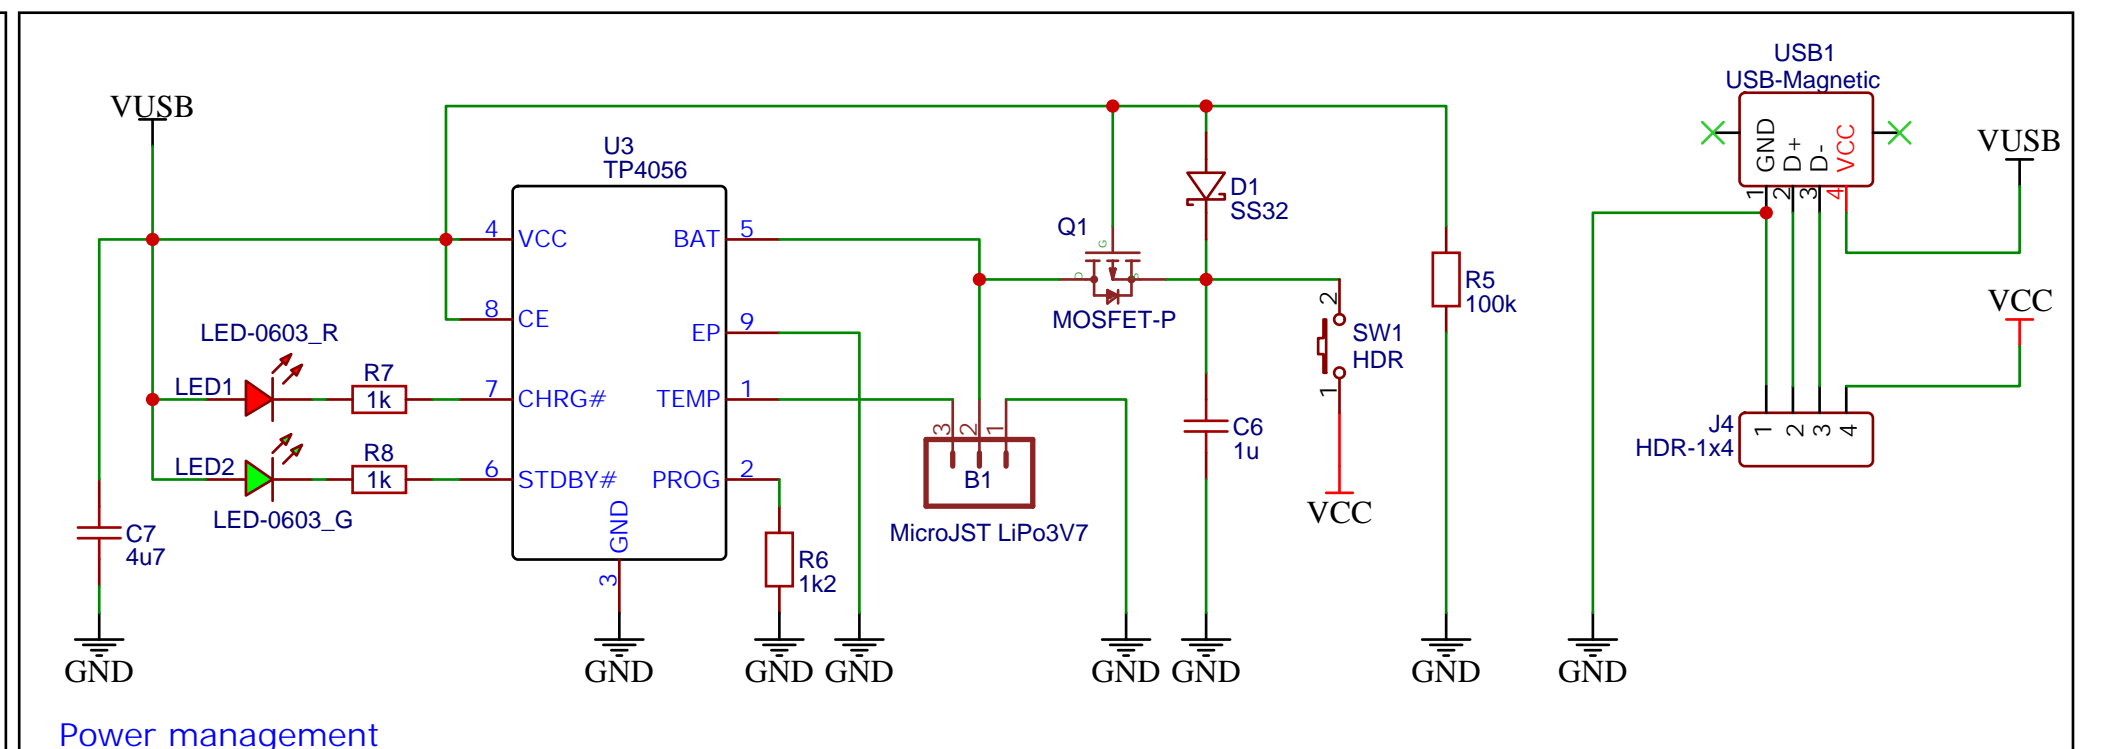 USB1
USB-Magnetic
VUSB
GND
D+
D-
VCC
1
2
3
4
VUSB
U3
TP4056
D1
SS32
Q1
G
D
S
MOSFET-P
4
VCC
BAT
5
8
CE
EP
9
LED-0603_R
LED1
R7
1k
7
CHRG#
TEMP
1
LED2
R8
1k
6
STDBY#
PROG
2
LED-0603_G
GND
3
C7
4u7
R6
1k2
3
2
1
B1
MicroJST LiPo3V7
C6
1u
2
SW1
HDR
1
VCC
R5
100k
VCC
J4
HDR-1x4
1
2
3
4
GND
GND
GND
GND
GND
GND
GND
GND
Power management